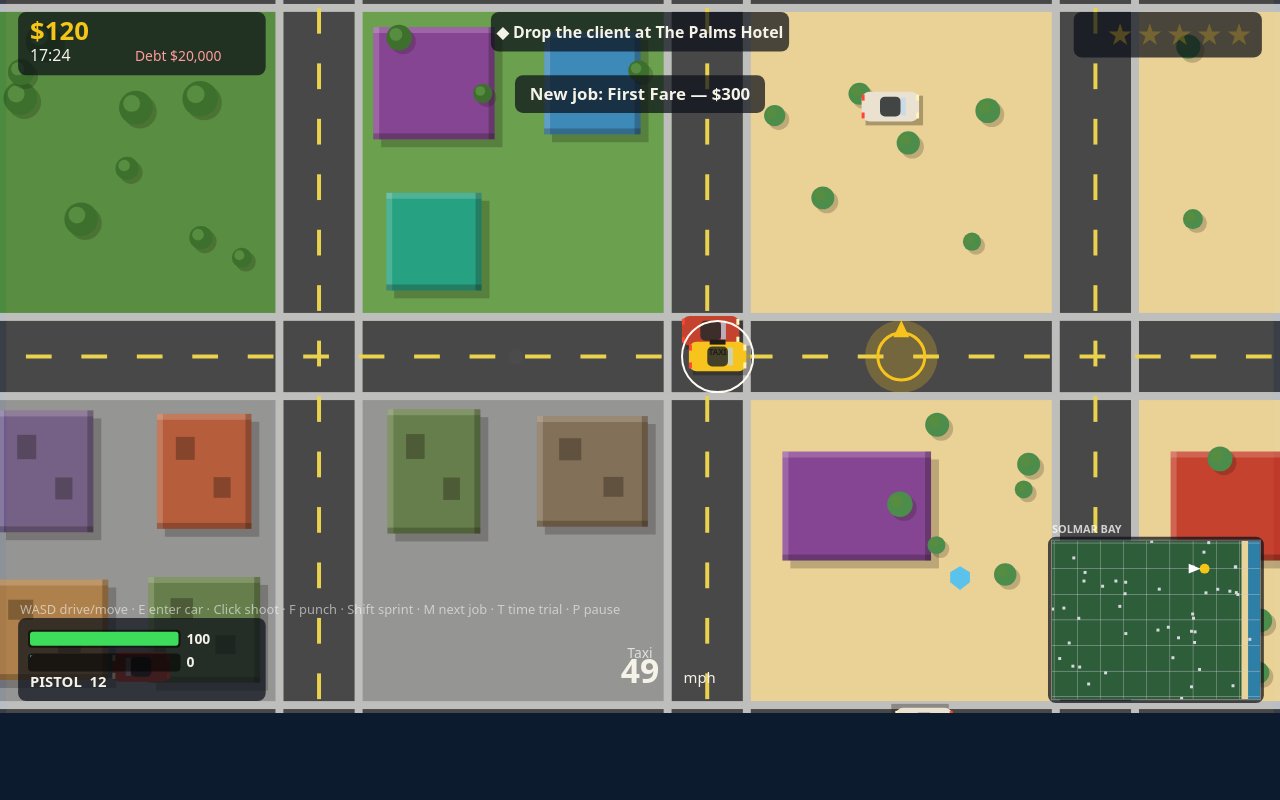 $120
17:24
Debt $20,000
◆ Drop the client at The Palms Hotel
New job: First Fare — $300
★★★★★
TAXI
SOLMAR BAY
WASD drive/move · E enter car · Click shoot · F punch · Shift sprint · M next job · T time trial · P pause
100
0
PISTOL 12
Taxi
49 mph